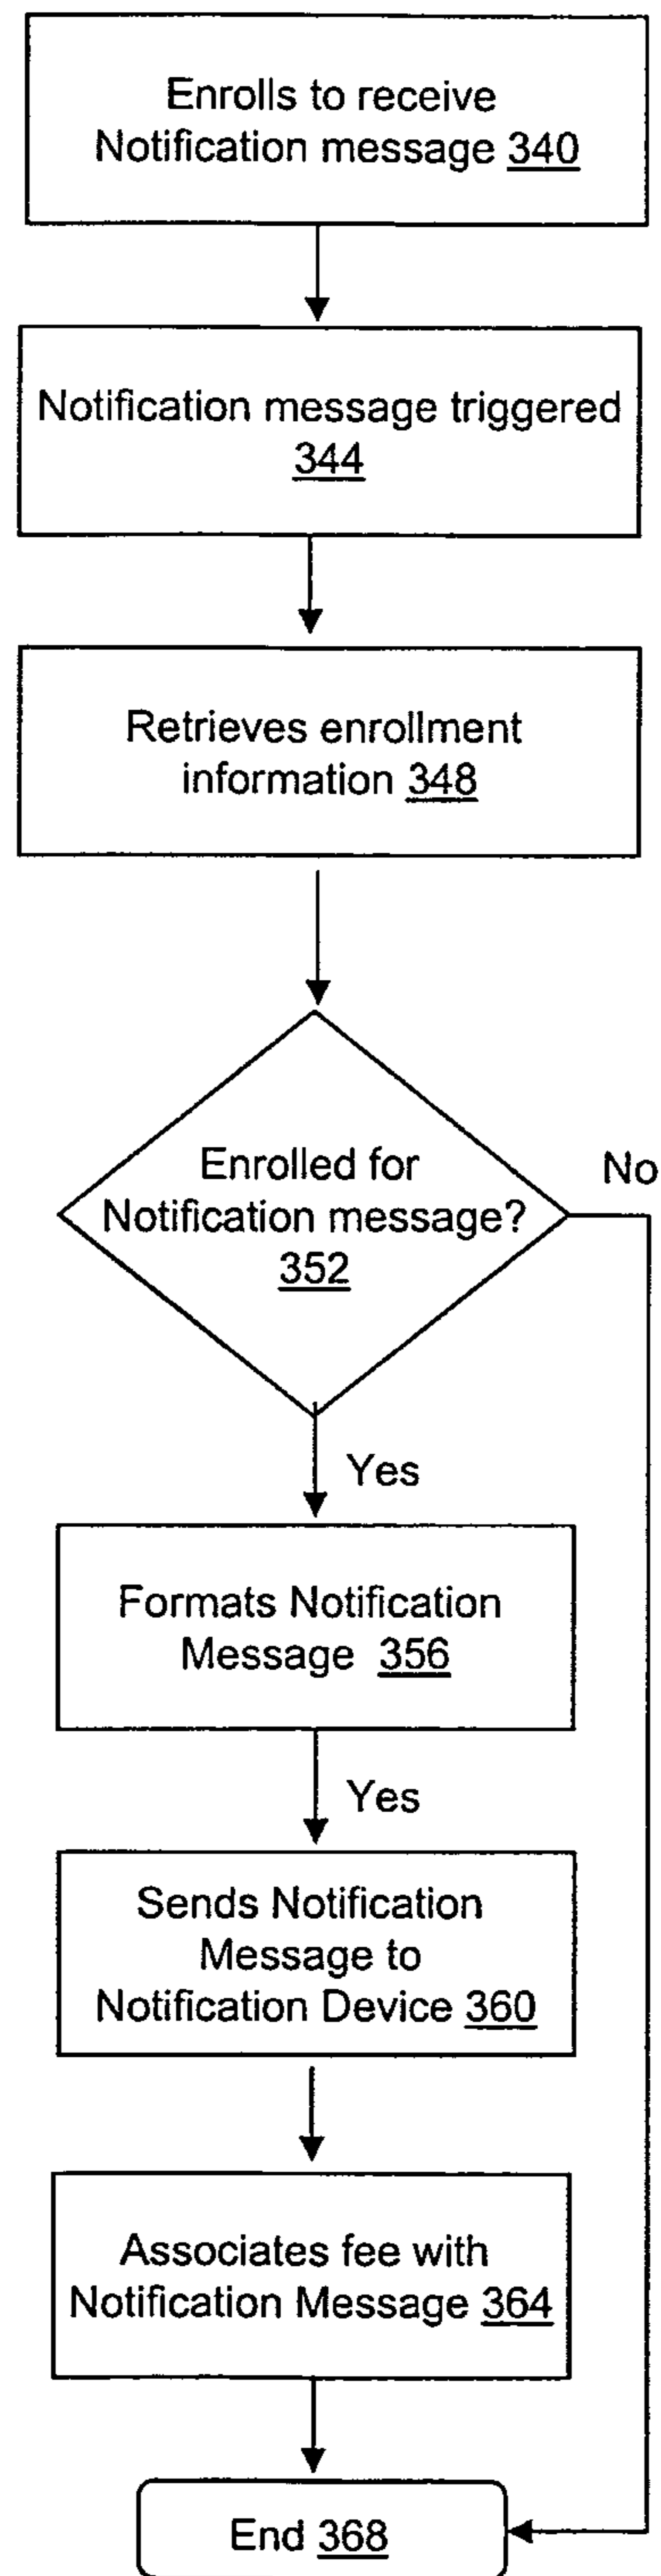 Enrolls to receive
Notification message 340
Notification message triggered
344
Retrieves enrollment
information 348
Enrolled for
Notification message?
352
No
Yes
Formats Notification
Message 356
Yes
Sends Notification
Message to
Notification Device 360
Associates fee with
Notification Message 364
End 368